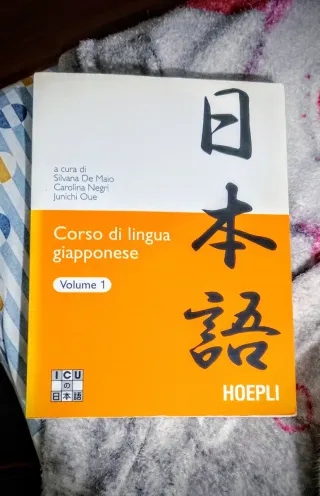 日本語
a cura di
Silvana De Maio
Carolina Negri
Junichi Oue
Corso di lingua
giapponese
Volume 1
ICU
の
日本語
HOEPLI